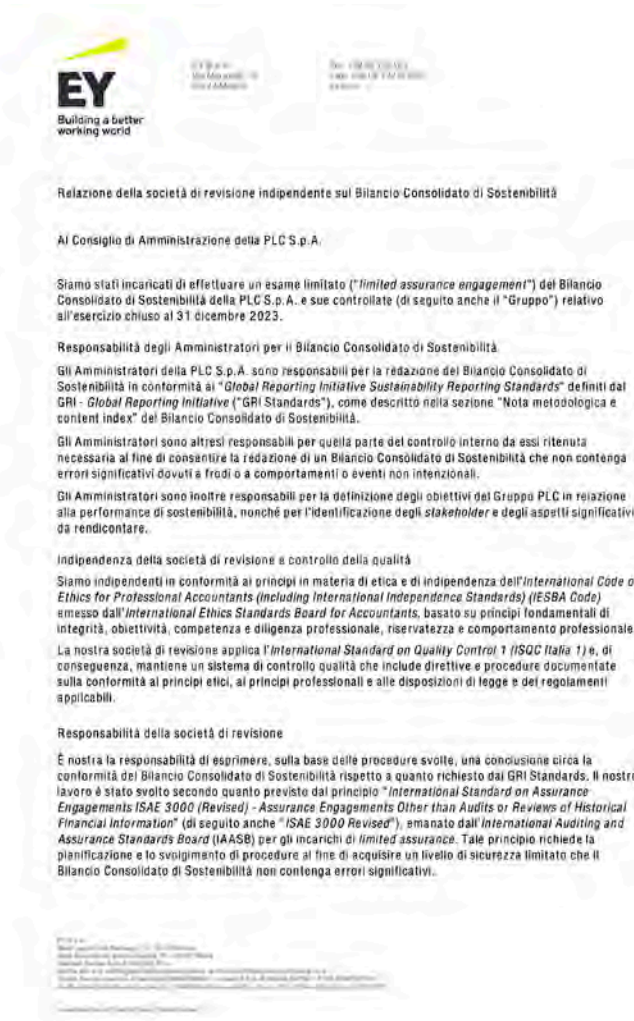 EY
Building a better
working world
Relazione della società di revisione indipendente sul Bilancio Consolidato di Sostenibilità
Al Consiglio di Amministrazione della PLC S.p.A.
Siamo stati incaricati di effettuare un esame limitato ("limited assurance engagement") del Bilancio
Consolidato di Sostenibilità della PLC S.p.A. e sue controllate (di seguito anche il "Gruppo") relativo
all'esercizio chiuso al 31 dicembre 2023.
Responsabilità degli Amministratori per il Bilancio Consolidato di Sostenibilità
Gli Amministratori della PLC S.p.A. sono responsabili per la redazione del Bilancio Consolidato di
Sostenibilità in conformità ai "Global Reporting Initiative Sustainability Reporting Standards" definiti dal
GRI - Global Reporting Initiative ("GRI Standards"), come descritto nella sezione "Nota metodologica e
content index" del Bilancio Consolidato di Sostenibilità.
Gli Amministratori sono altresì responsabili per quella parte del controllo interno da essi ritenuta
necessaria al fine di consentire la redazione di un Bilancio Consolidato di Sostenibilità che non contenga
errori significativi dovuti a frodi o a comportamenti o eventi non intenzionali.
Gli Amministratori sono inoltre responsabili per la definizione degli obiettivi del Gruppo PLC in relazione
alla performance di sostenibilità, nonché per l'identificazione degli stakeholder e degli aspetti significativi
da rendicontare.
Indipendenza della società di revisione e controllo della qualità
Siamo indipendenti in conformità ai principi in materia di etica e di indipendenza dell'International Code o
Ethics for Professional Accountants (including International Independence Standards) (IESBA Code)
emesso dall'International Ethics Standards Board for Accountants, basato su principi fondamentali di
integrità, obiettività, competenza e diligenza professionale, riservatezza e comportamento professionale
La nostra società di revisione applica l'International Standard on Quality Control 1 (ISQC Italia 1) e, di
conseguenza, mantiene un sistema di controllo qualità che include direttive e procedure documentate
sulla conformità ai principi etici, ai principi professionali e alle disposizioni di legge e dei regolamenti
applicabili.
Responsabilità della società di revisione
È nostra la responsabilità di esprimere, sulla base delle procedure svolte, una conclusione circa la
conformità del Bilancio Consolidato di Sostenibilità rispetto a quanto richiesto dai GRI Standards. Il nostro
lavoro è stato svolto secondo quanto previsto dal principio "International Standard on Assurance
Engagements ISAE 3000 (Revised) - Assurance Engagements Other than Audits or Reviews of Historical
Financial Information" (di seguito anche "ISAE 3000 Revised"), emanato dall'International Auditing and
Assurance Standards Board (IAASB) per gli incarichi di limited assurance. Tale principio richiede la
pianificazione e lo svolgimento di procedure al fine di acquisire un livello di sicurezza limitato che il
Bilancio Consolidato di Sostenibilità non contenga errori significativi.